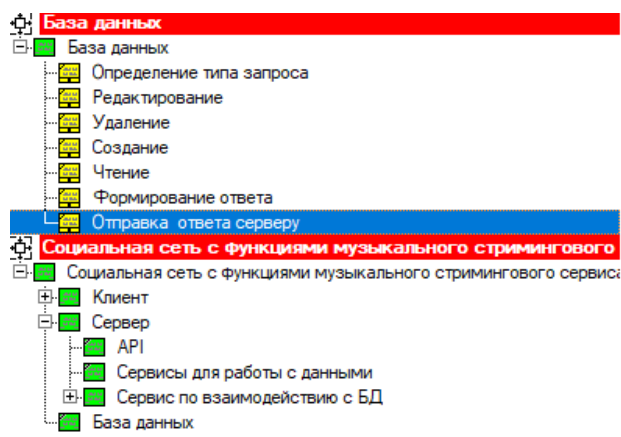 База данных
База данных
Определение типа запроса
Редактирование
Удаление
Создание
Чтение
Формирование ответа
Отправка ответа серверу
Социальная сеть с функциями музыкального стримингового
Социальная сеть с функциями музыкального стримингового сервиса
Клиент
Сервер
API
Сервисы для работы с данными
Сервис по взаимодействию с БД
База данных